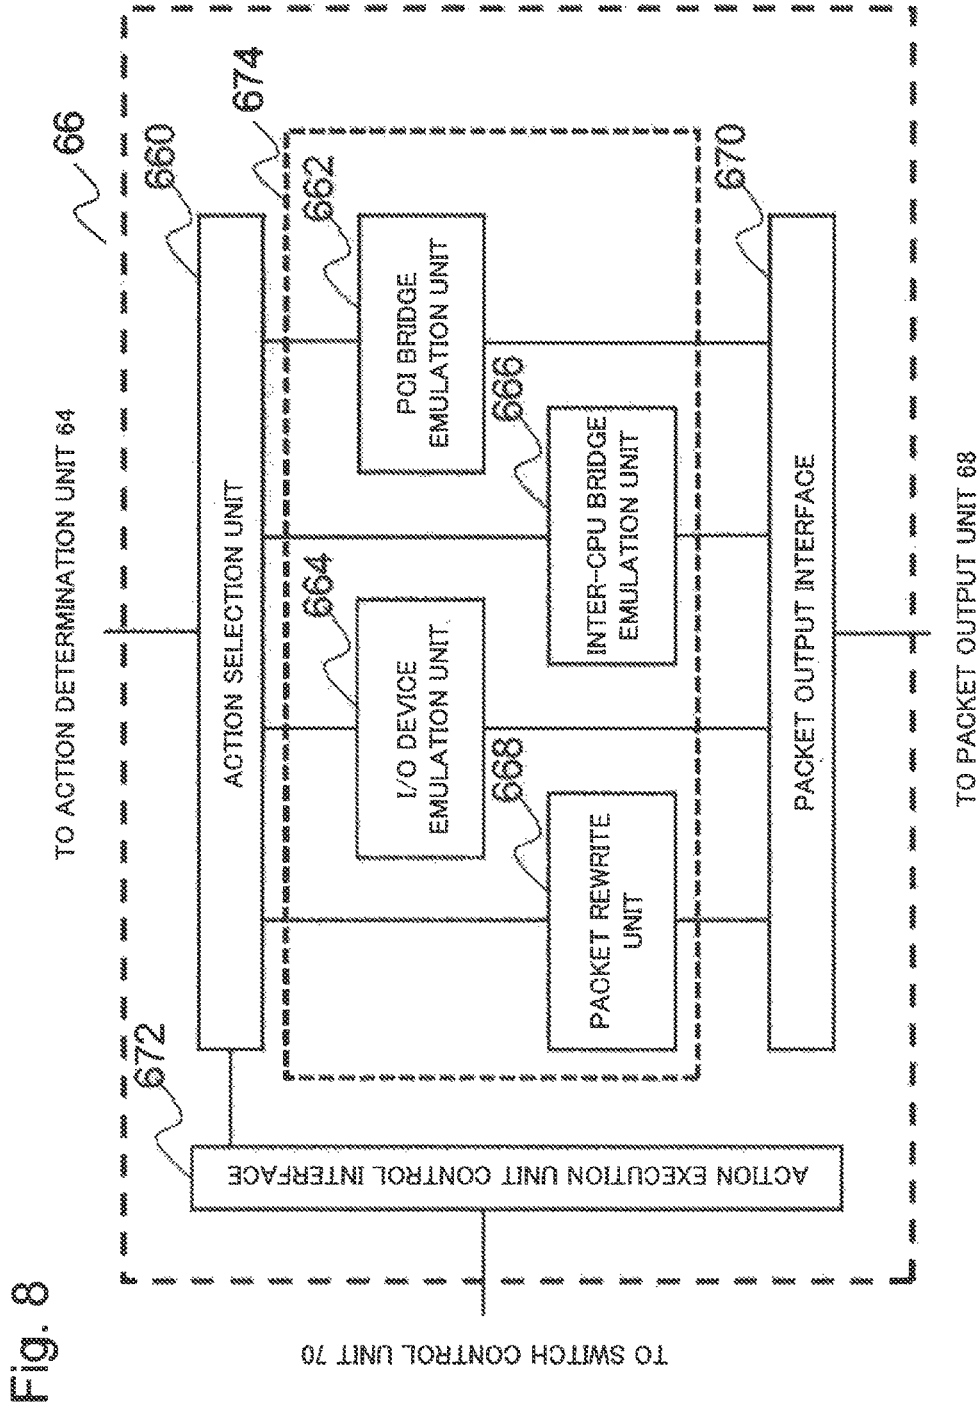 Fig. 8
TO ACTION DETERMINATION UNIT 64
66
660
ACTION SELECTION UNIT
674
662
PCI BRIDGE
EMULATION UNIT
664
I/O DEVICE
EMULATION UNIT
666
INTER-CPU BRIDGE
EMULATION UNIT
668
PACKET REWRITE
UNIT
670
PACKET OUTPUT INTERFACE
672
ACTION EXECUTION UNIT CONTROL INTERFACE
TO SWITCH CONTROL UNIT 70
TO PACKET OUTPUT UNIT 68